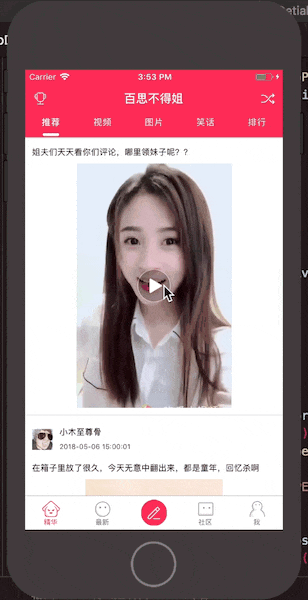 Carrier
3:53 PM
百思不得姐
推荐 视频 图片 笑话 排行
姐夫们天天看你们评论，哪里领妹子呢？？
小木至尊骨
2018-05-06 15:00:01
在箱子里放了很久，今天无意中翻出来，都是童年，回忆杀啊
精华 最新 社区 我